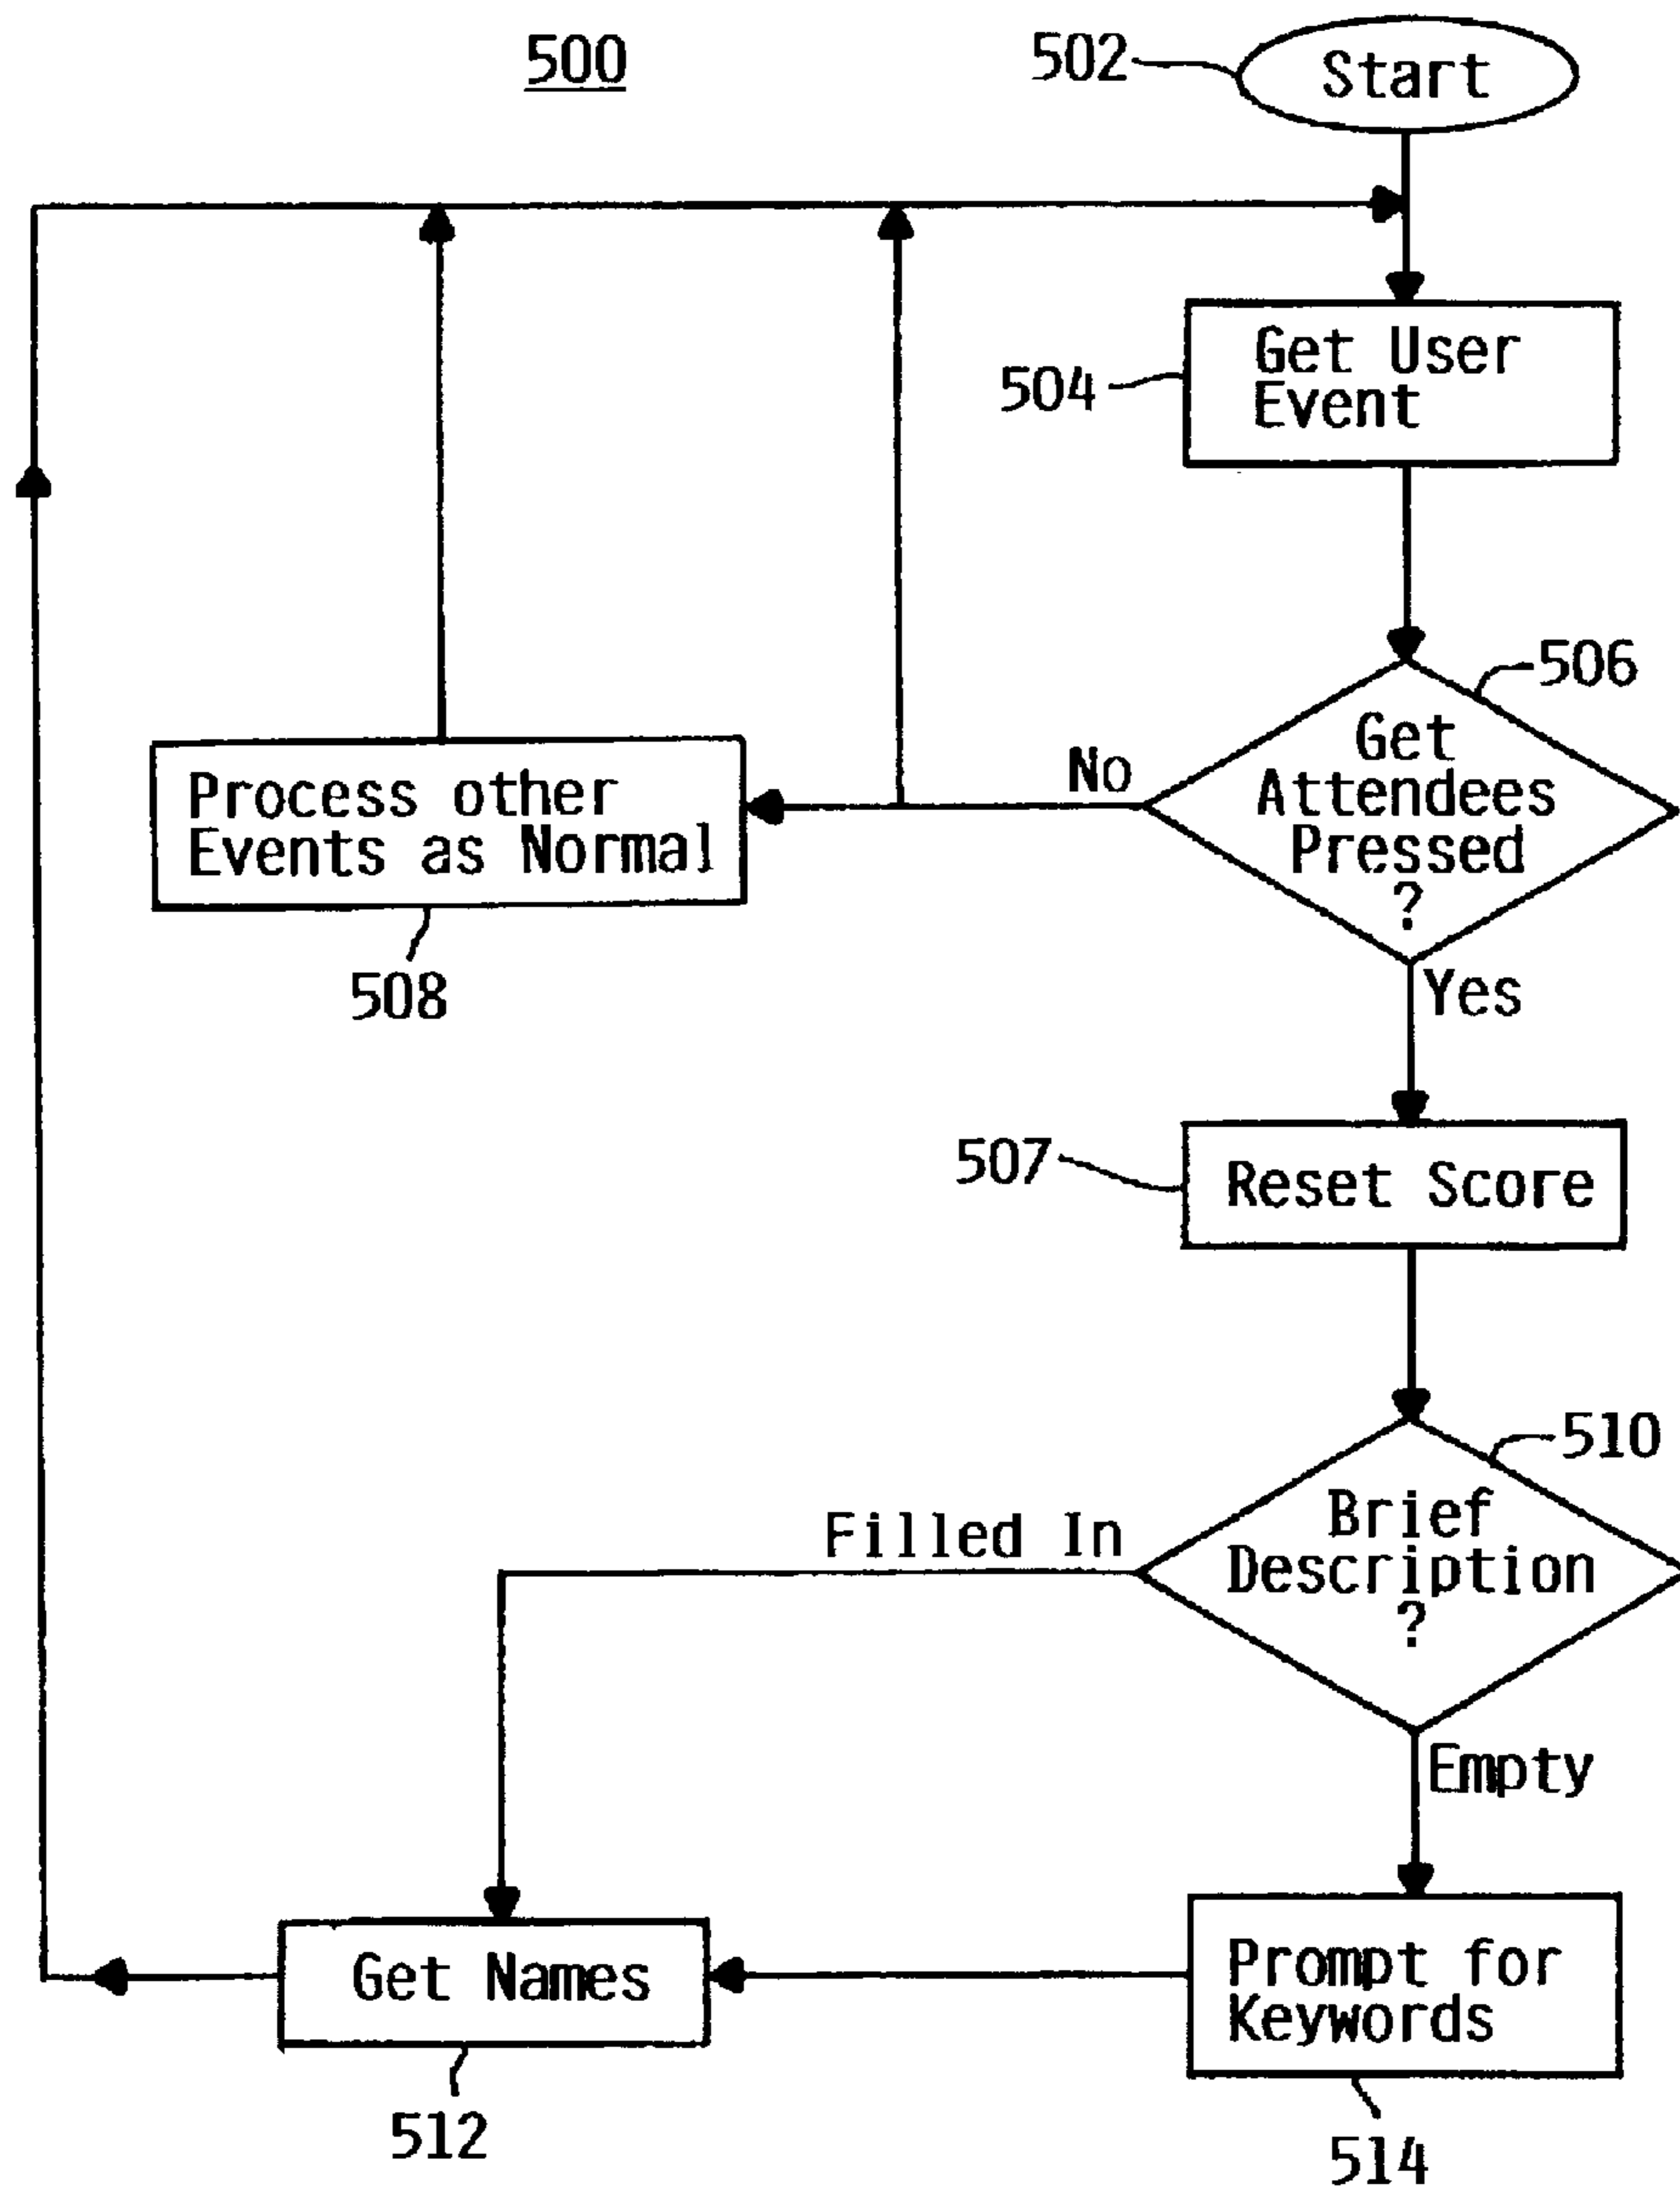 500
502
Start
504
Get User
Event
506
Get
Attendees
Pressed
?
No
Yes
Process other
Events as Normal
508
507
Reset Score
510
Brief
Description
?
Filled In
Empty
Get Names
512
Prompt for
Keywords
514